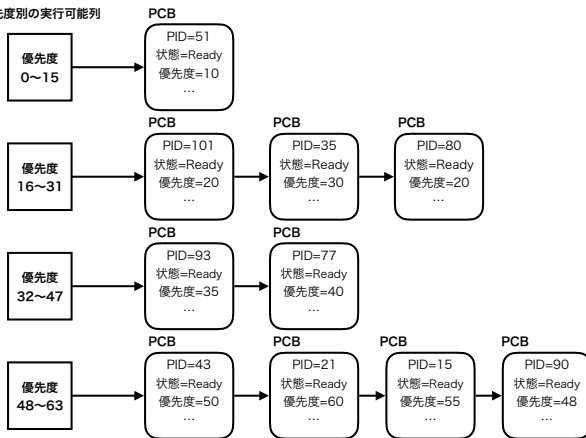 先度別の実行可能列
PCB
優先度
0〜15
PID=51
状態=Ready
優先度=10
…
PCB
PCB
PCB
優先度
16〜31
PID=101
状態=Ready
優先度=20
…
PID=35
状態=Ready
優先度=30
…
PID=80
状態=Ready
優先度=20
…
PCB
PCB
優先度
32〜47
PID=93
状態=Ready
優先度=35
…
PID=77
状態=Ready
優先度=40
…
PCB
PCB
PCB
PCB
優先度
48〜63
PID=43
状態=Ready
優先度=50
…
PID=21
状態=Ready
優先度=60
…
PID=15
状態=Ready
優先度=55
…
PID=90
状態=Ready
優先度=48
…